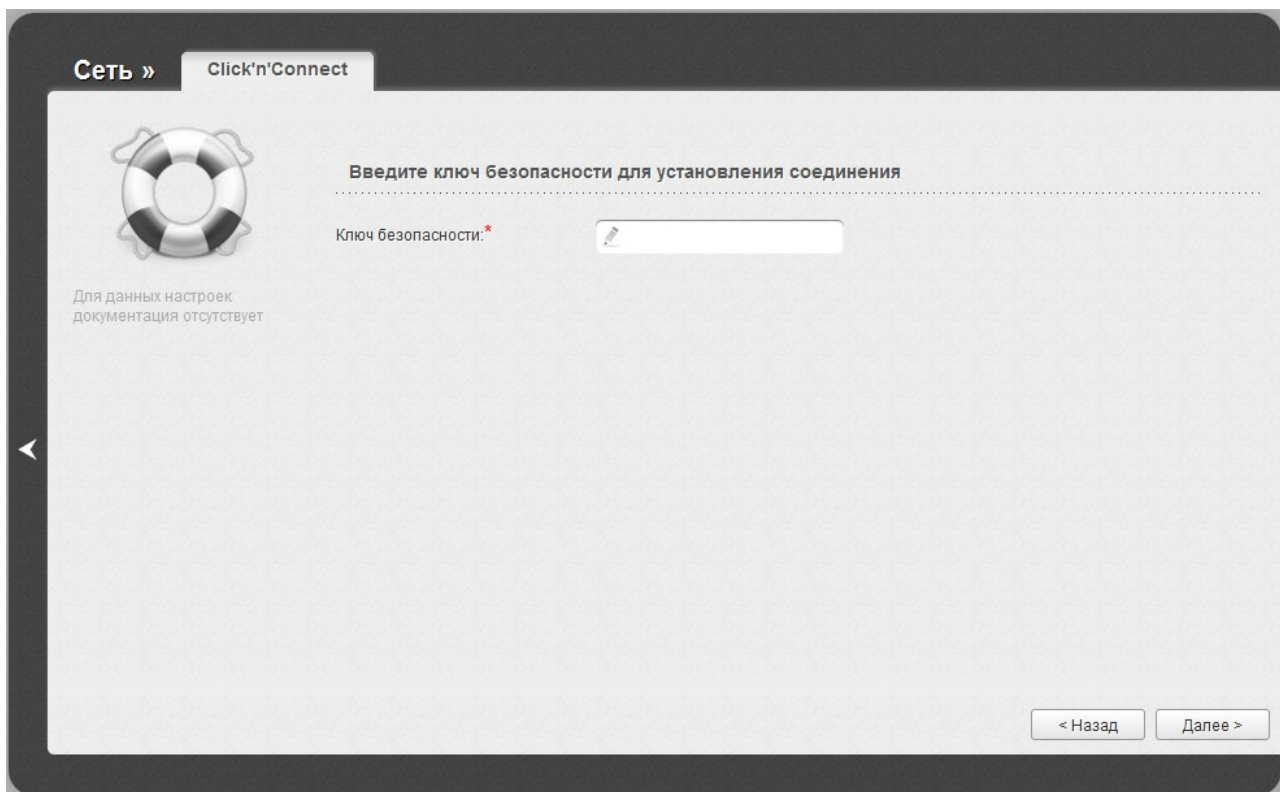 Сеть »
Click'n'Connect
Введите ключ безопасности для установления соединения
Ключ безопасности:*
Для данных настроек
документация отсутствует
< Назад
Далее >